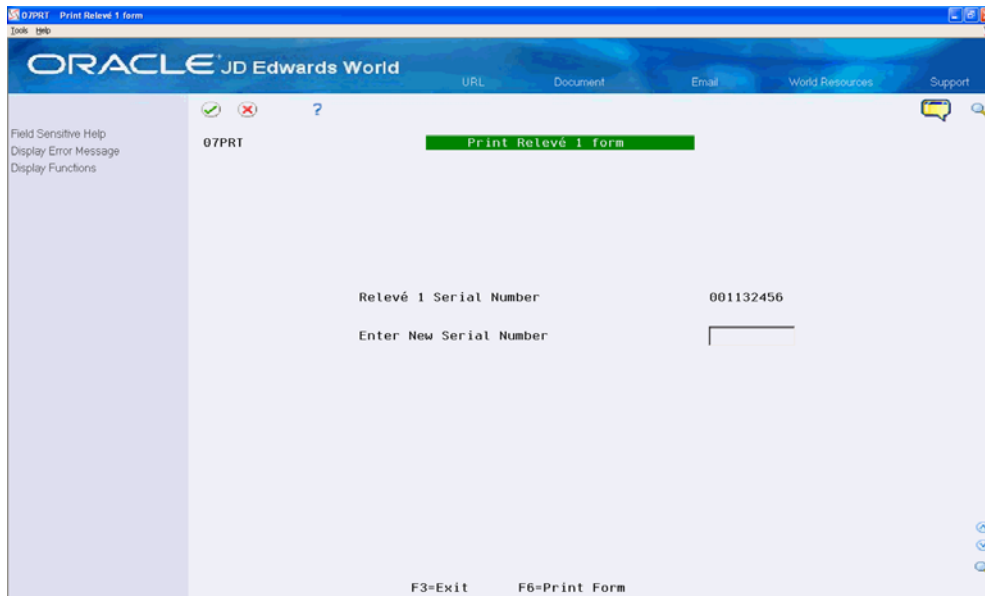 07PRT Print Relevé 1 form
Tools Help
ORACLE JD Edwards World
URL Document Email World Resources Support
?
Field Sensitive Help
Display Error Message
Display Functions
07PRT Print Relevé 1 form
Relevé 1 Serial Number 001132456
Enter New Serial Number
F3=Exit F6=Print Form